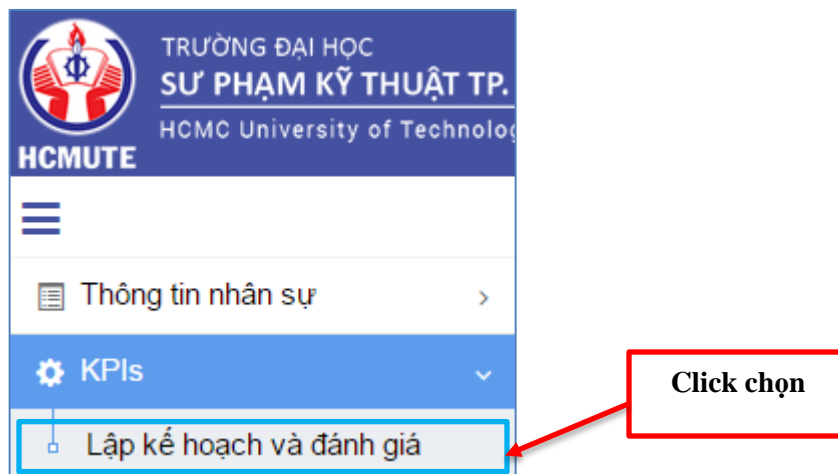 TRƯỜNG ĐẠI HỌC
SƯ PHẠM KỸ THUẬT TP.
HCMC University of Technolog
HCMUTE
Thông tin nhân sự
KPIs
Click chọn
Lập kế hoạch và đánh giá